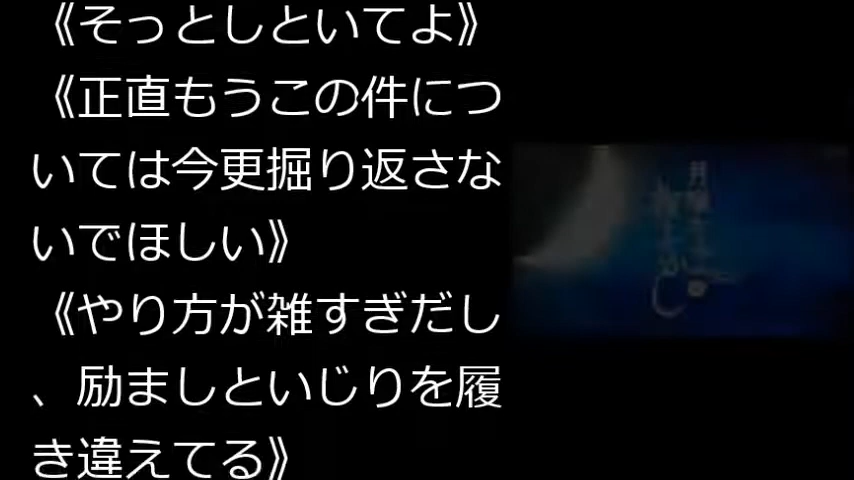 《そっとしといてよ》
《正直もうこの件につ
いては今更掘り返さな
いでほしい》
《やり方が雑すぎだし
、励ましといじりを履
き違えてる》